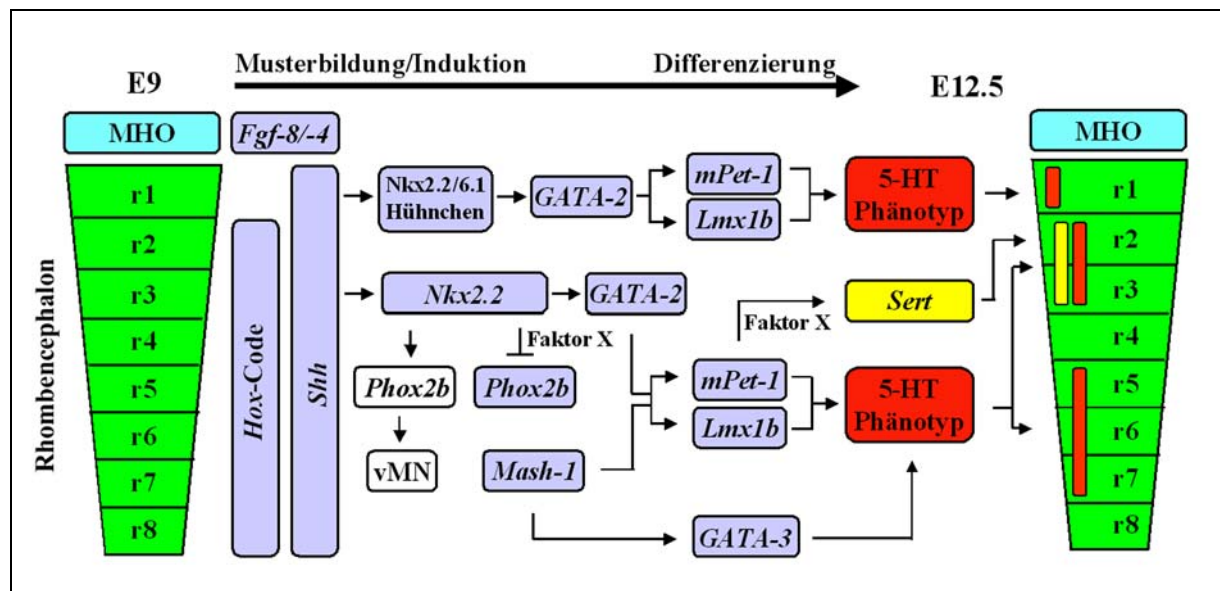 Musterbildung/Induktion
Differenzierung
E9
E12.5
MHO
Fgf-8/-4
MHO
Rhombencephalon
r1
r2
r3
r4
r5
r6
r7
r8
Hox-Code
Shh
Nkx2.2/6.1
Hühnchen
GATA-2
mPet-1
Lmx1b
5-HT
Phänotyp
Nkx2.2
GATA-2
Faktor X
Phox2b
Phox2b
vMN
Mash-1
Faktor X
Sert
mPet-1
Lmx1b
5-HT
Phänotyp
GATA-3
r1
r2
r3
r4
r5
r6
r7
r8